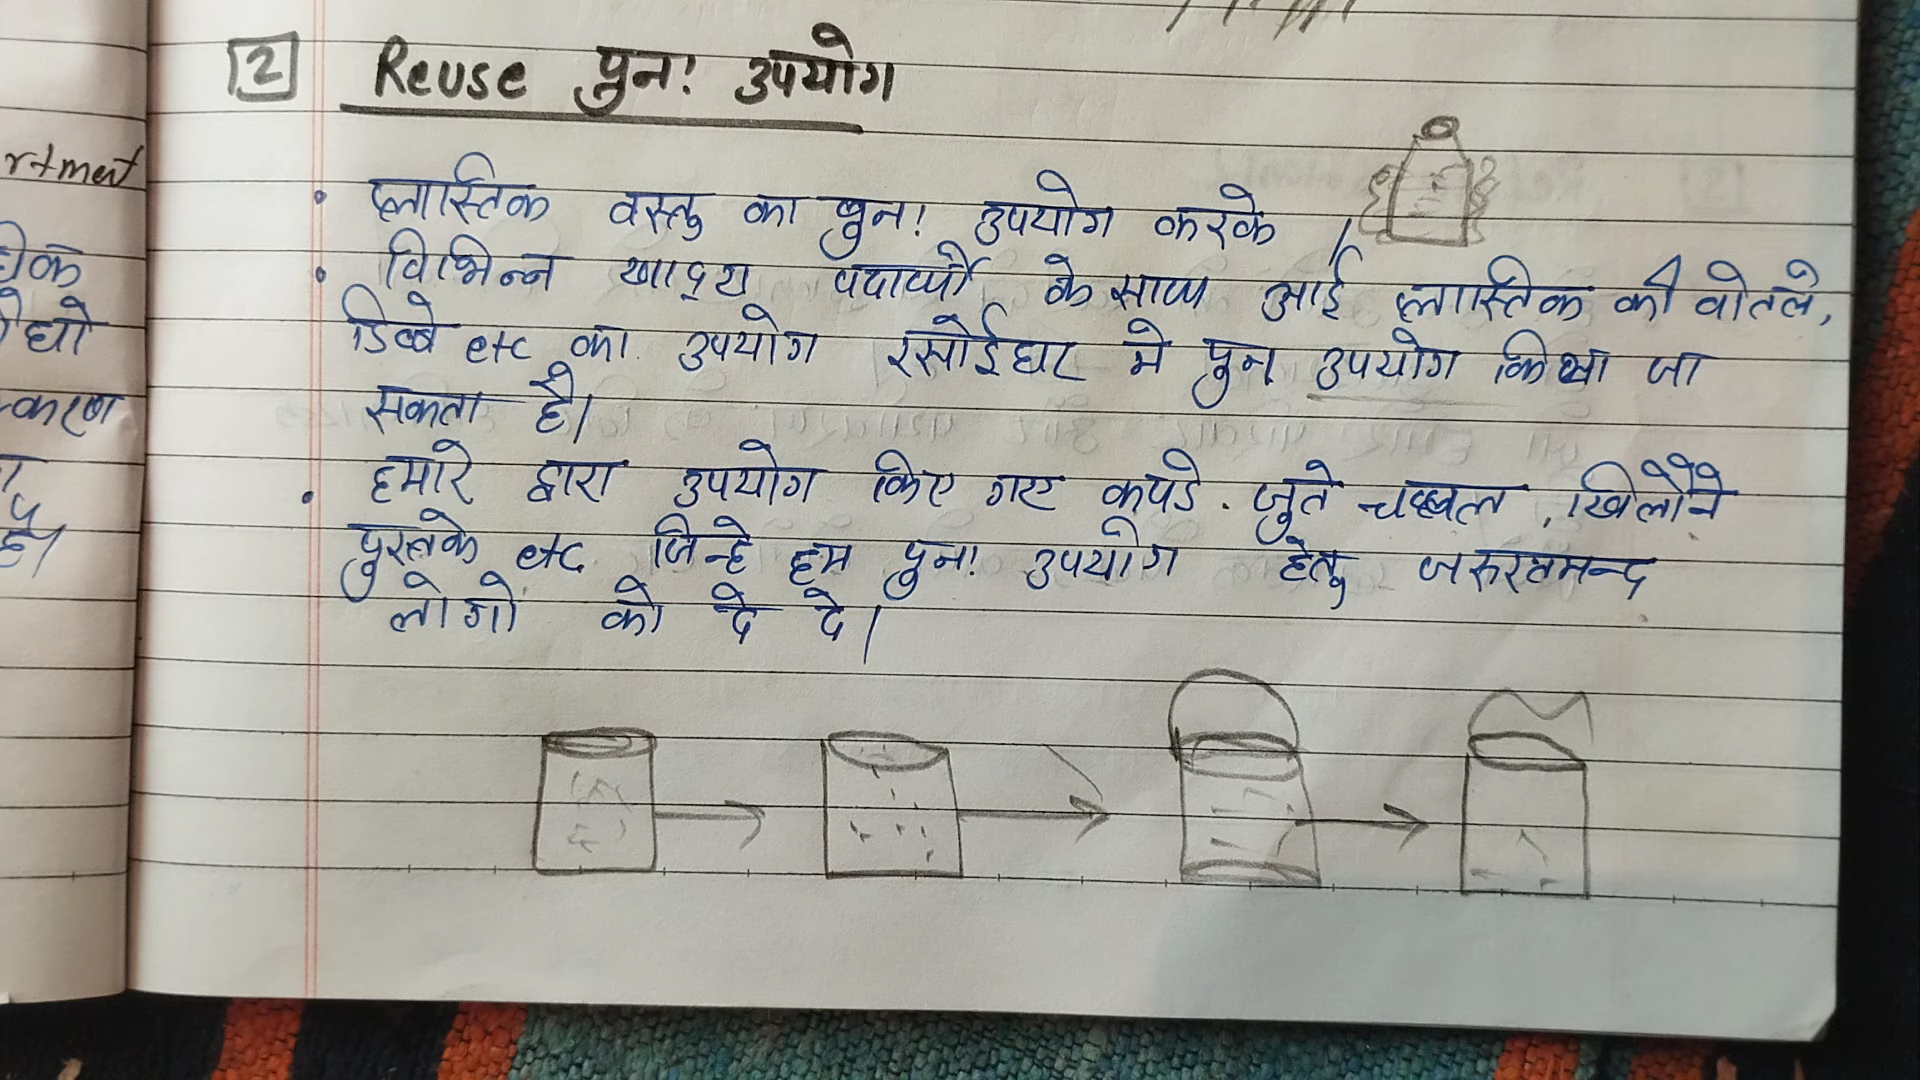 2 Reuse पुन! उपयोग
• प्लास्तिक वस्तु का पुन! उपयोग करके ।
• विभिन्न खाद्य पदार्थो के साथ आई प्लास्तिक की वोतले,
डिब्बे etc का उपयोग रसोईघर मे पुन उपयोग किया जा
सकता है।
• हमारे द्वारा उपयोग किए गए कपडे. जुते चप्पल, खिलौने
पुस्तके etc जिन्हे हम पुन! उपयोग हेतु जरुरतमन्द
लोगो को दे दे।
rtment
धो
करण
है।